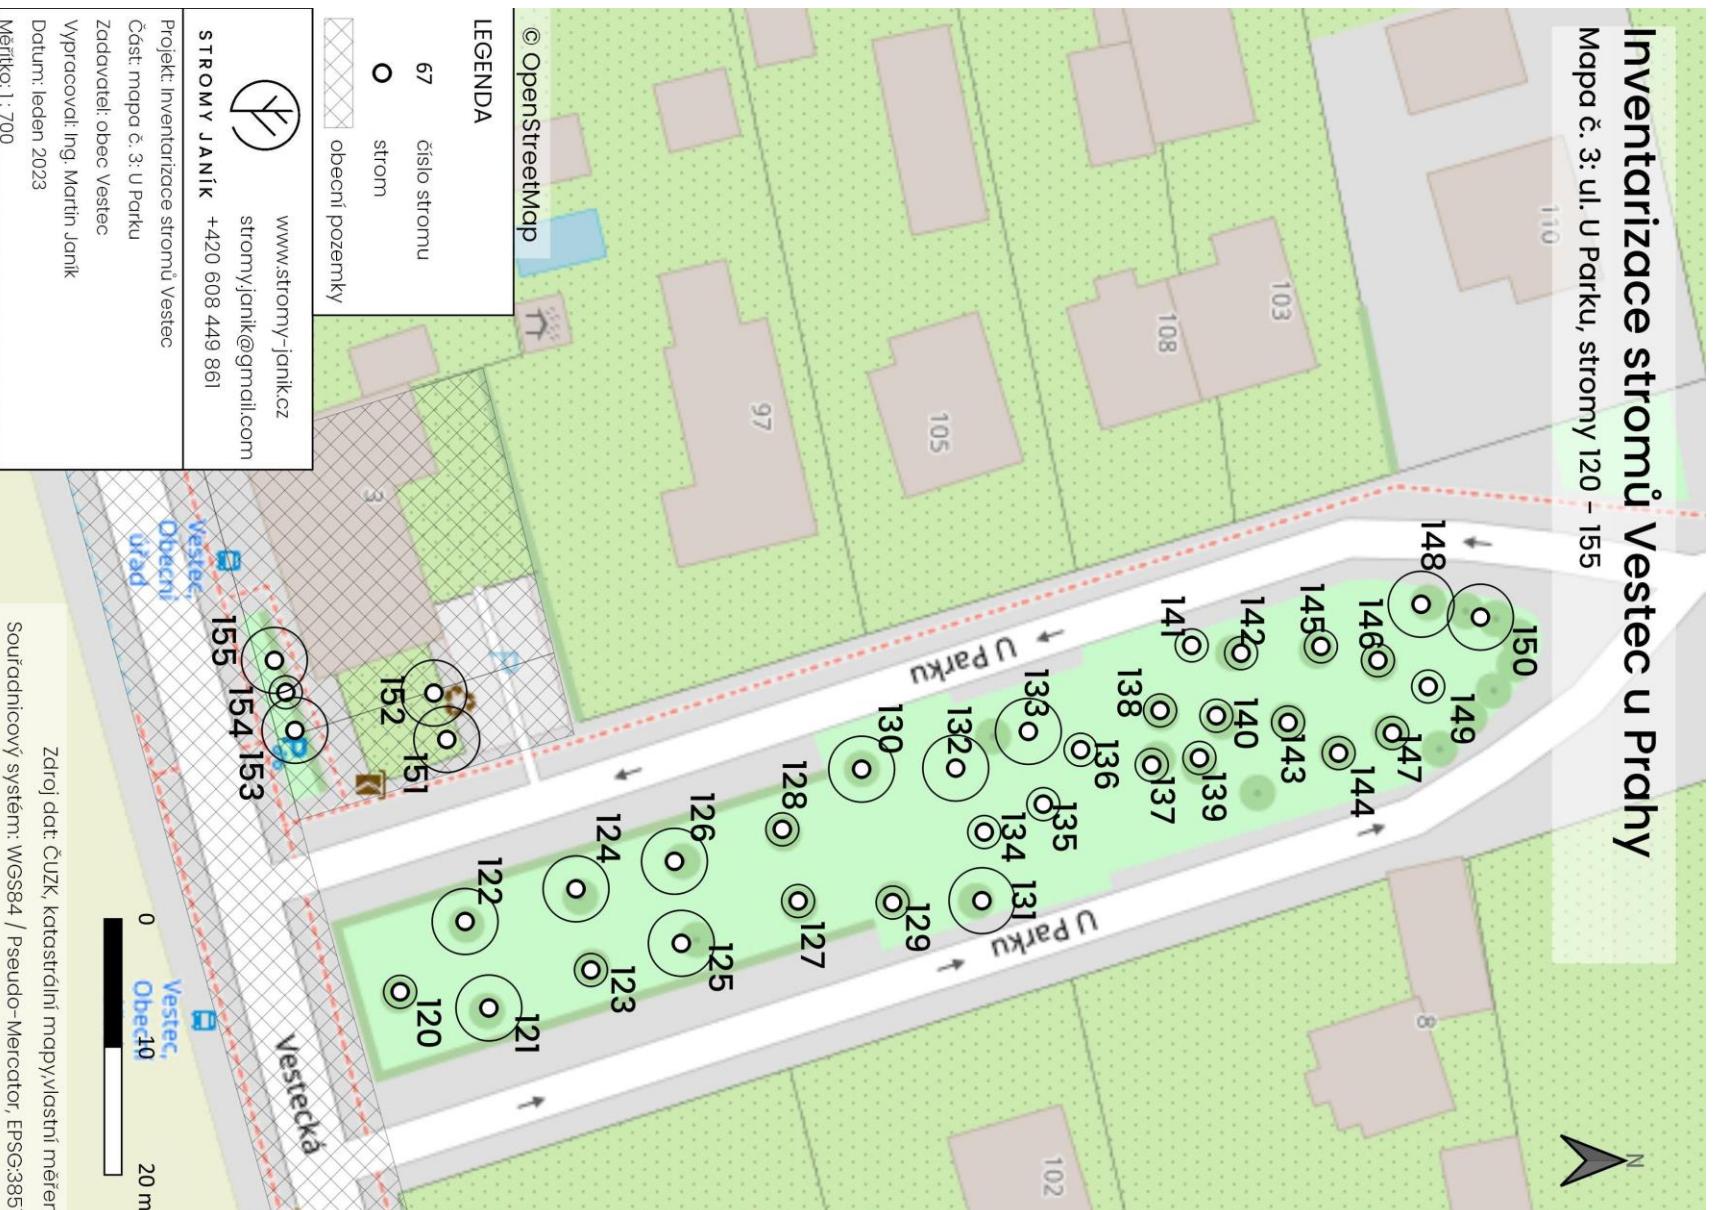 Inventarizace stromů Vestec u Prahy
Mapa č. 3: ul. U Parku, stromy 120 - 155
N
110
103
108
105
97
3
8
102
148
150
149
146
145
142
141
147
144
143
140
138
139
137
136
133
132
130
135
134
131
128
129
127
126
125
124
123
122
121
120
152
151
155
154
153
U Parku
U Parku
Vestecká
P
P
Vestec,
Obecní
úřad
Vestec,
Obecní
© OpenStreetMap
LEGENDA
67 číslo stromu
strom
obecní pozemky
STROMY JANÍK
www.stromy-janik.cz
stromy.janik@gmail.com
+420 608 449 861
Projekt: Inventarizace stromů Vestec
Část: mapa č. 3: U Parku
Zadavatel: obec Vestec
Vypracoval: Ing. Martin Janík
Datum: leden 2023
Měřítko: 1 : 700
0 10 20 m
Zdroj dat: ČUZK, katastrální mapy,vlastní měřen
Souřadnicový systém: WGS84 / Pseudo-Mercator, EPSG:385